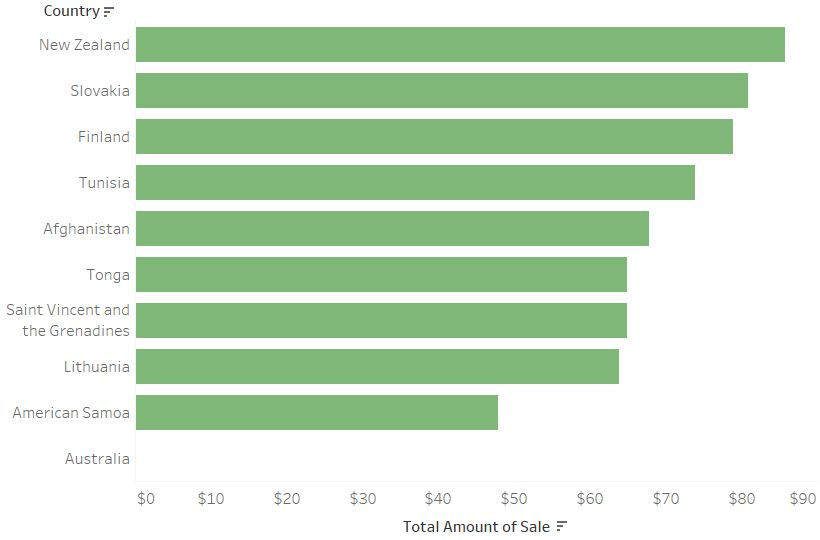 Country
New Zealand
Slovakia
Finland
Tunisia
Afghanistan
Tonga
Saint Vincent and
the Grenadines
Lithuania
American Samoa
Australia
$0 $10 $20 $30 $40 $50 $60 $70 $80 $90
Total Amount of Sale